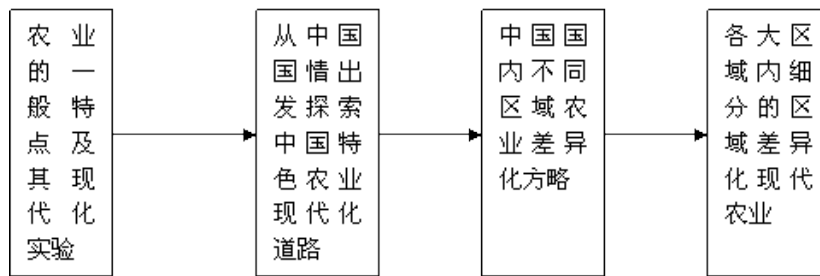 农业
的一
般特
点及
其现
代化
实验
从中国
国情出
发探索
中国特
色农业
现代化
道路
中国国
内不同
区域农
业差异
化方略
各大区
域内细
分的区
域差异
化现代
农业